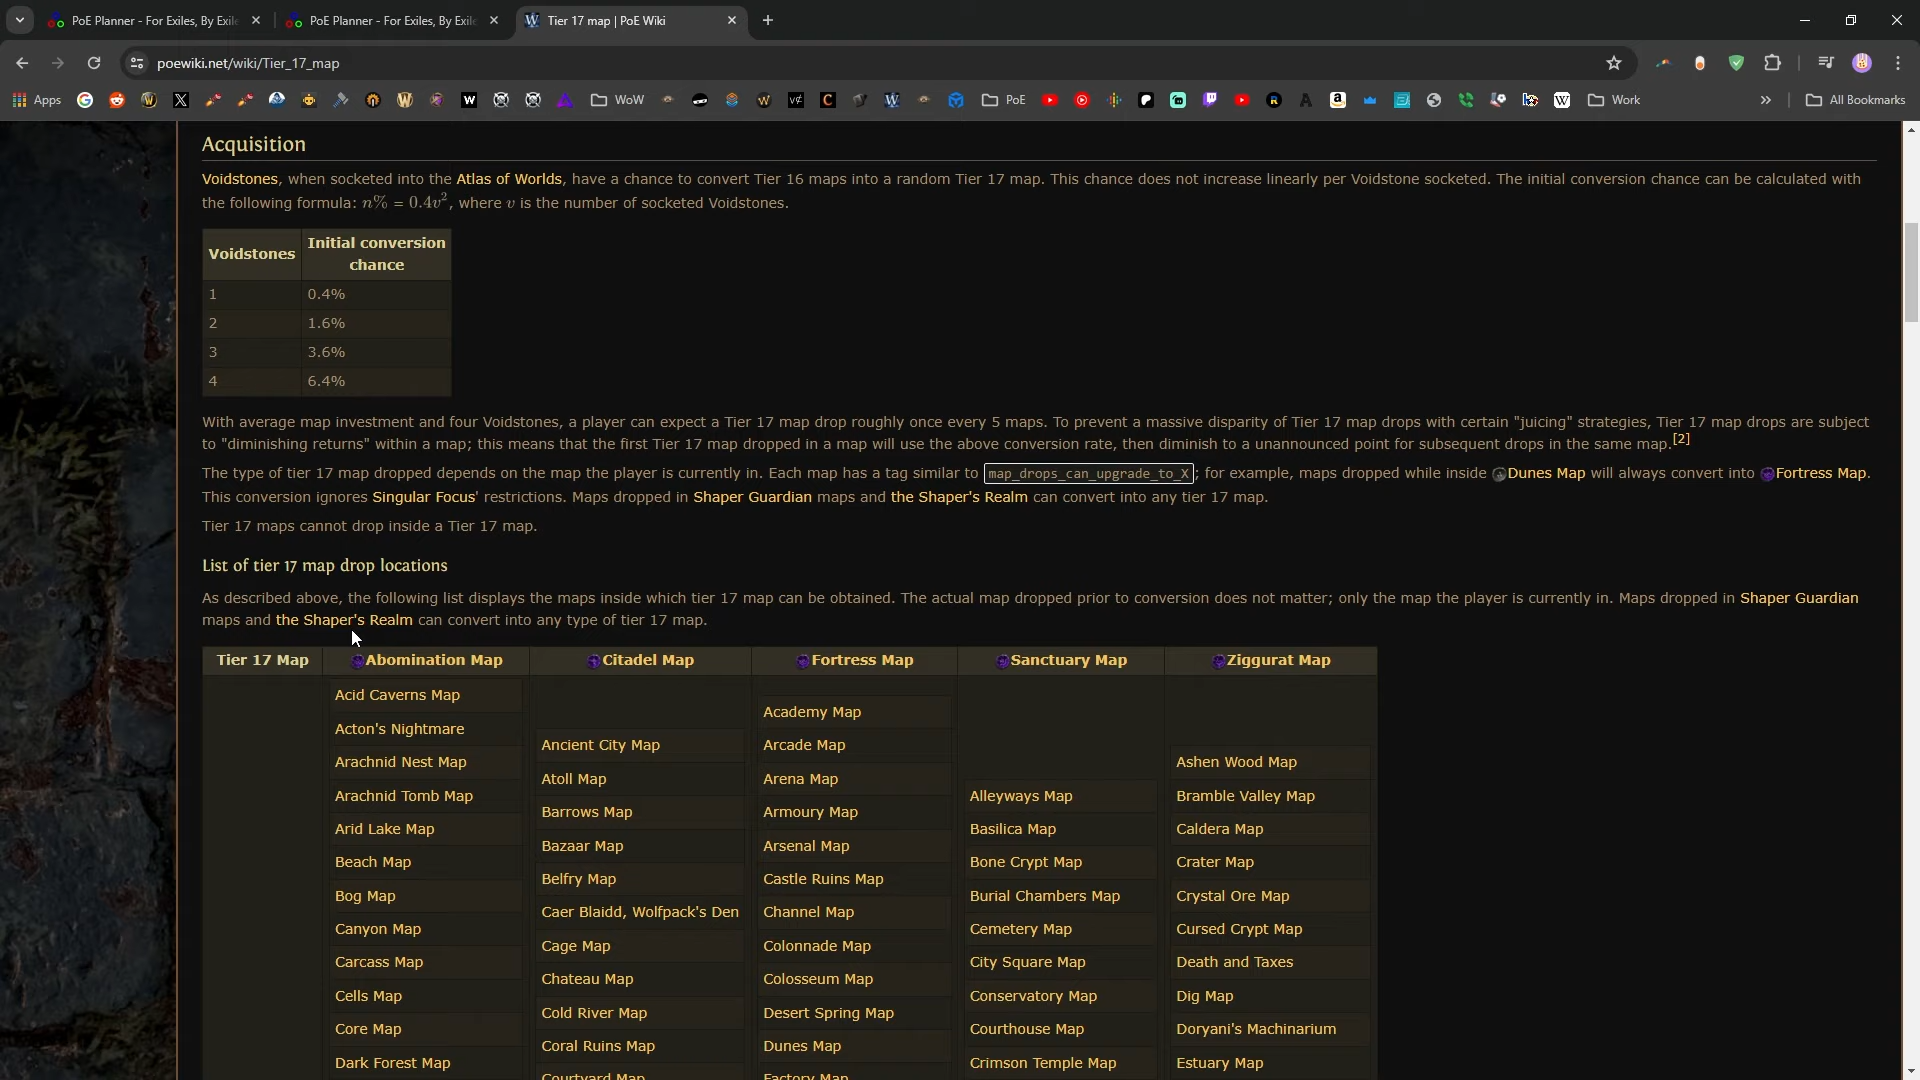 PoE Planner - For Exiles, By Exile
PoE Planner - For Exiles, By Exile
Tier 17 map | PoE Wiki
poewiki.net/wiki/Tier_17_map
Apps
WoW
PoE
Work
All Bookmarks
Acquisition
Voidstones, when socketed into the Atlas of Worlds, have a chance to convert Tier 16 maps into a random Tier 17 map. This chance does not increase linearly per Voidstone socketed. The initial conversion chance can be calculated with
the following formula: n% = 0.4v², where v is the number of socketed Voidstones.
Voidstones Initial conversion
chance
1 0.4%
2 1.6%
3 3.6%
4 6.4%
With average map investment and four Voidstones, a player can expect a Tier 17 map drop roughly once every 5 maps. To prevent a massive disparity of Tier 17 map drops with certain "juicing" strategies, Tier 17 map drops are subject
to "diminishing returns" within a map; this means that the first Tier 17 map dropped in a map will use the above conversion rate, then diminish to a unannounced point for subsequent drops in the same map.[2]
The type of tier 17 map dropped depends on the map the player is currently in. Each map has a tag similar to map_drops_can_upgrade_to_X; for example, maps dropped while inside Dunes Map will always convert into Fortress Map.
This conversion ignores Singular Focus' restrictions. Maps dropped in Shaper Guardian maps and the Shaper's Realm can convert into any tier 17 map.
Tier 17 maps cannot drop inside a Tier 17 map.
List of tier 17 map drop locations
As described above, the following list displays the maps inside which tier 17 map can be obtained. The actual map dropped prior to conversion does not matter; only the map the player is currently in. Maps dropped in Shaper Guardian
maps and the Shaper's Realm can convert into any type of tier 17 map.
Tier 17 Map Abomination Map Citadel Map Fortress Map Sanctuary Map Ziggurat Map
Acid Caverns Map
Acton's Nightmare
Arachnid Nest Map
Arachnid Tomb Map
Arid Lake Map
Beach Map
Bog Map
Canyon Map
Carcass Map
Cells Map
Core Map
Dark Forest Map
Ancient City Map
Atoll Map
Barrows Map
Bazaar Map
Belfry Map
Caer Blaidd, Wolfpack's Den
Cage Map
Chateau Map
Cold River Map
Coral Ruins Map
Courtyard Map
Academy Map
Arcade Map
Arena Map
Armoury Map
Arsenal Map
Castle Ruins Map
Channel Map
Colonnade Map
Colosseum Map
Desert Spring Map
Dunes Map
Factory Map
Alleyways Map
Basilica Map
Bone Crypt Map
Burial Chambers Map
Cemetery Map
City Square Map
Conservatory Map
Courthouse Map
Crimson Temple Map
Ashen Wood Map
Bramble Valley Map
Caldera Map
Crater Map
Crystal Ore Map
Cursed Crypt Map
Death and Taxes
Dig Map
Doryani's Machinarium
Estuary Map